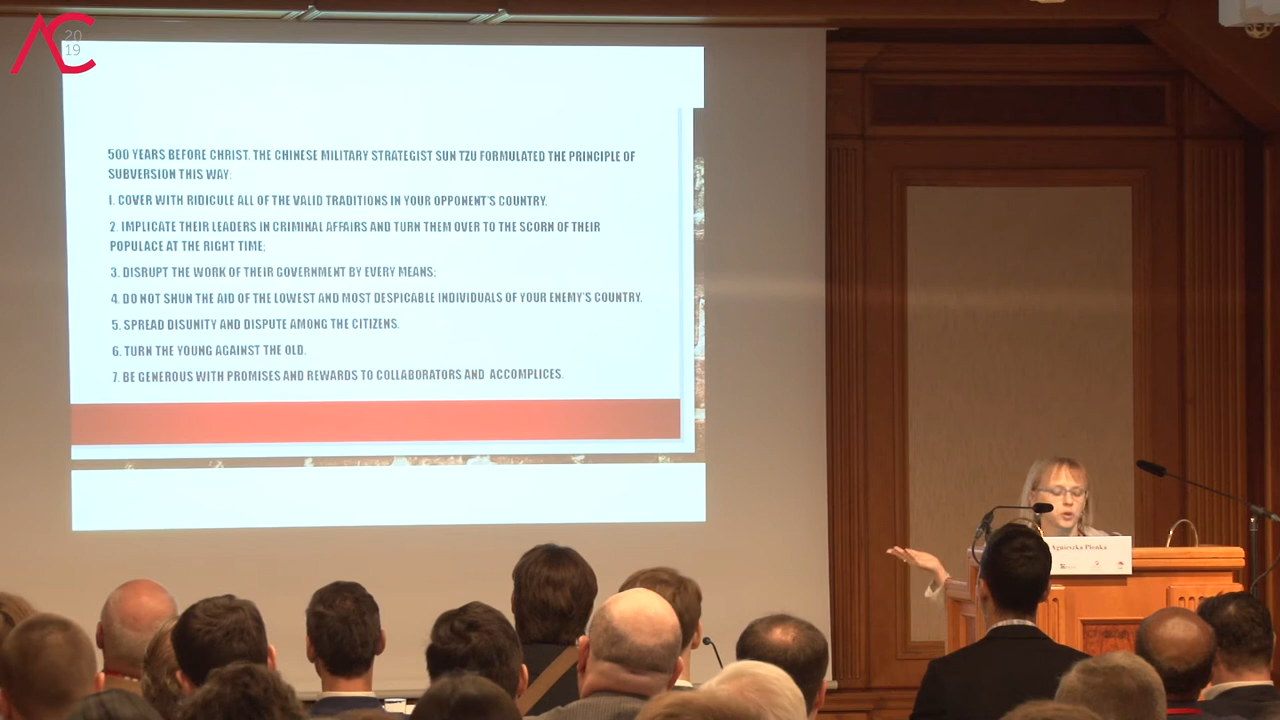 AC
20
19
500 YEARS BEFORE CHRIST. THE CHINESE MILITARY STRATEGIST SUN TZU FORMULATED THE PRINCIPLE OF
SUBVERSION THIS WAY:
1. COVER WITH RIDICULE ALL OF THE VALID TRADITIONS IN YOUR OPPONENT'S COUNTRY.
2. IMPLICATE THEIR LEADERS IN CRIMINAL AFFAIRS AND TURN THEM OVER TO THE SCORN OF THEIR
POPULACE AT THE RIGHT TIME;
3. DISRUPT THE WORK OF THEIR GOVERNMENT BY EVERY MEANS;
4. DO NOT SHUN THE AID OF THE LOWEST AND MOST DESPICABLE INDIVIDUALS OF YOUR ENEMY'S COUNTRY.
5. SPREAD DISUNITY AND DISPUTE AMONG THE CITIZENS.
6. TURN THE YOUNG AGAINST THE OLD.
7. BE GENEROUS WITH PROMISES AND REWARDS TO COLLABORATORS AND ACCOMPLICES.
Agnieszka Płonka